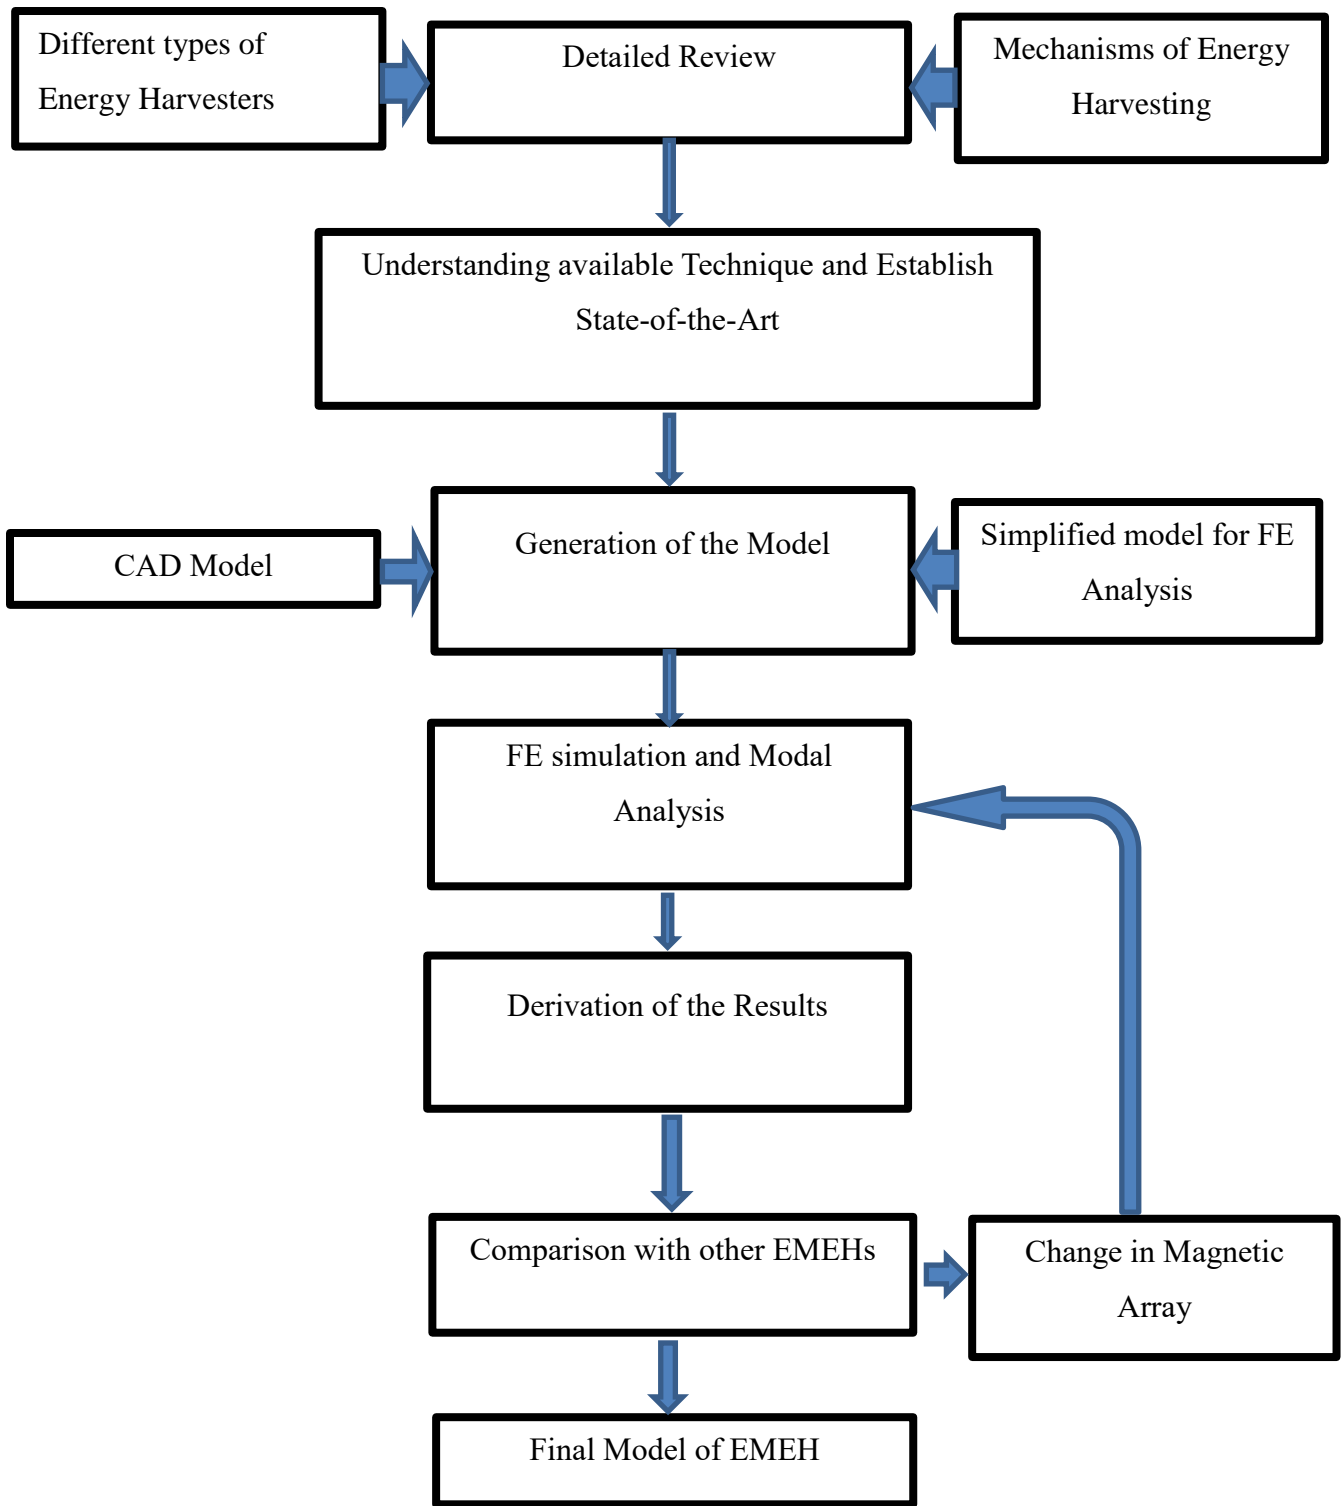 Different types of
Energy Harvesters
Detailed Review
Mechanisms of Energy
Harvesting
Understanding available Technique and Establish
State-of-the-Art
CAD Model
Generation of the Model
Simplified model for FE
Analysis
FE simulation and Modal
Analysis
Derivation of the Results
Comparison with other EMEHs
Change in Magnetic
Array
Final Model of EMEH